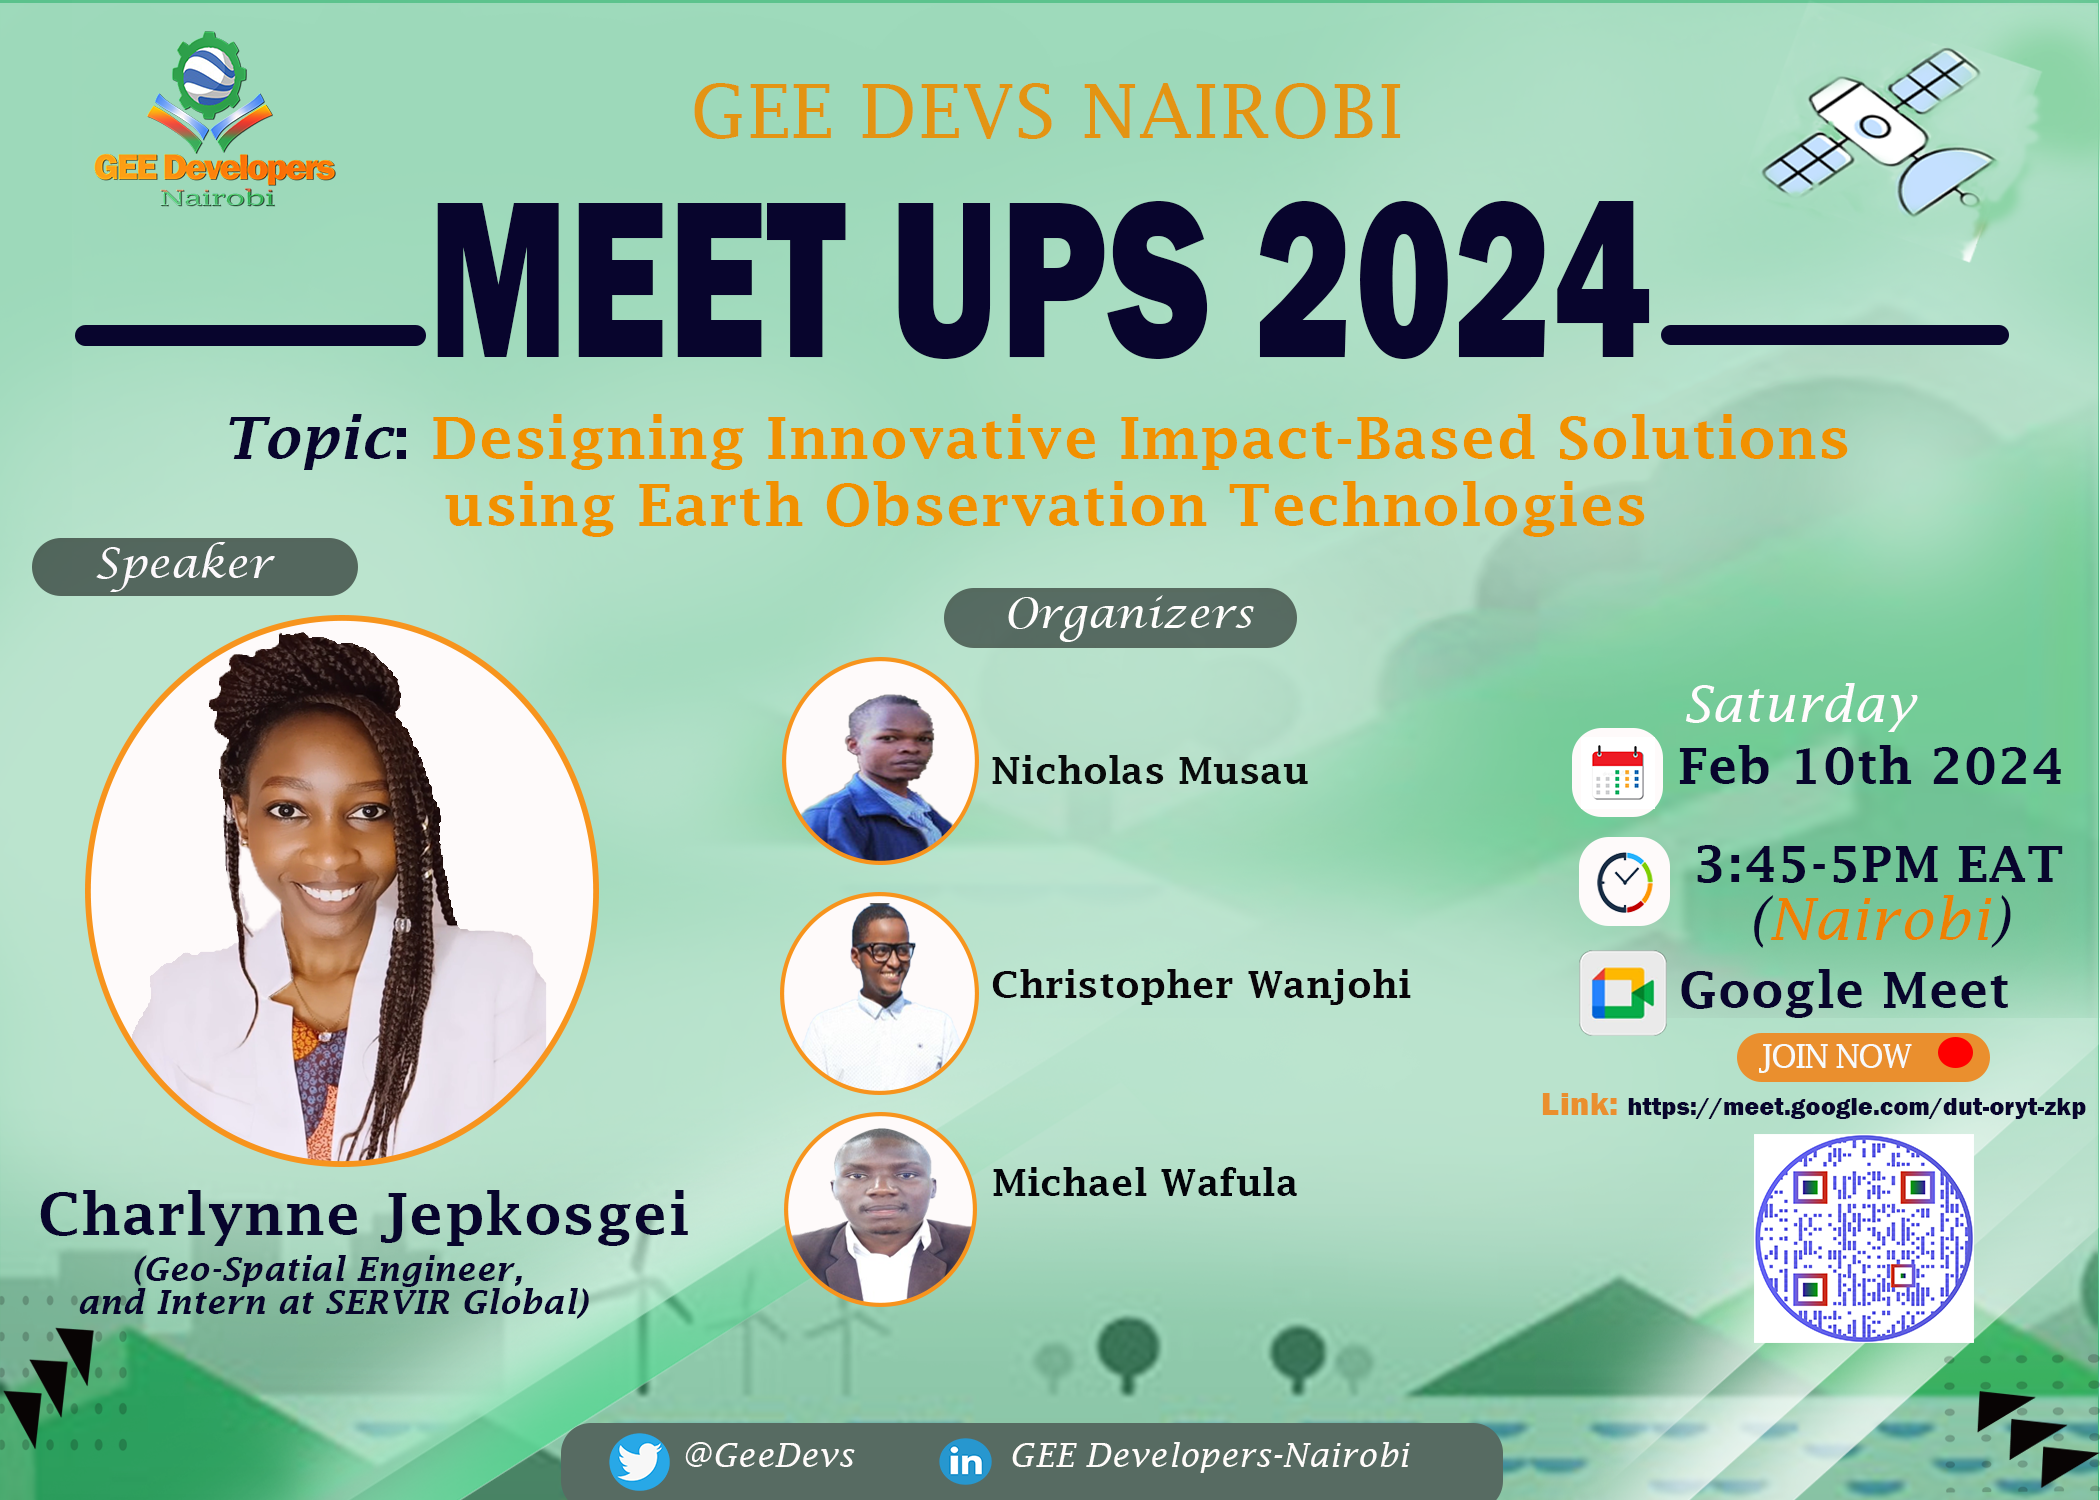 GEE Developers
Nairobi
GEE DEVS NAIROBI
MEET UPS 2024
Topic: Designing Innovative Impact-Based Solutions
using Earth Observation Technologies
Speaker
Charlynne Jepkosgei
(Geo-Spatial Engineer,
and Intern at SERVIR Global)
Organizers
Nicholas Musau
Christopher Wanjohi
Michael Wafula
Saturday
Feb 10th 2024
3:45-5PM EAT
(Nairobi)
Google Meet
JOIN NOW
Link: https://meet.google.com/dut-oryt-zkp
@GeeDevs
in
GEE Developers-Nairobi